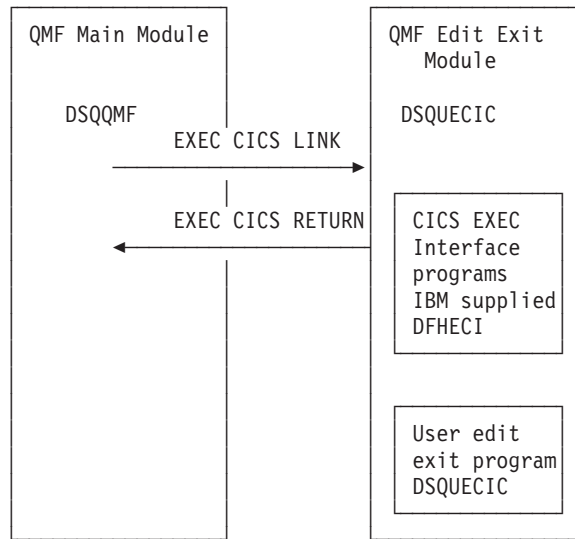 QMF Main Module
DSQQMF
QMF Edit Exit
Module
DSQUECIC
EXEC CICS LINK
EXEC CICS RETURN
CICS EXEC
Interface
programs
IBM supplied
DFHECI
User edit
exit program
DSQUECIC